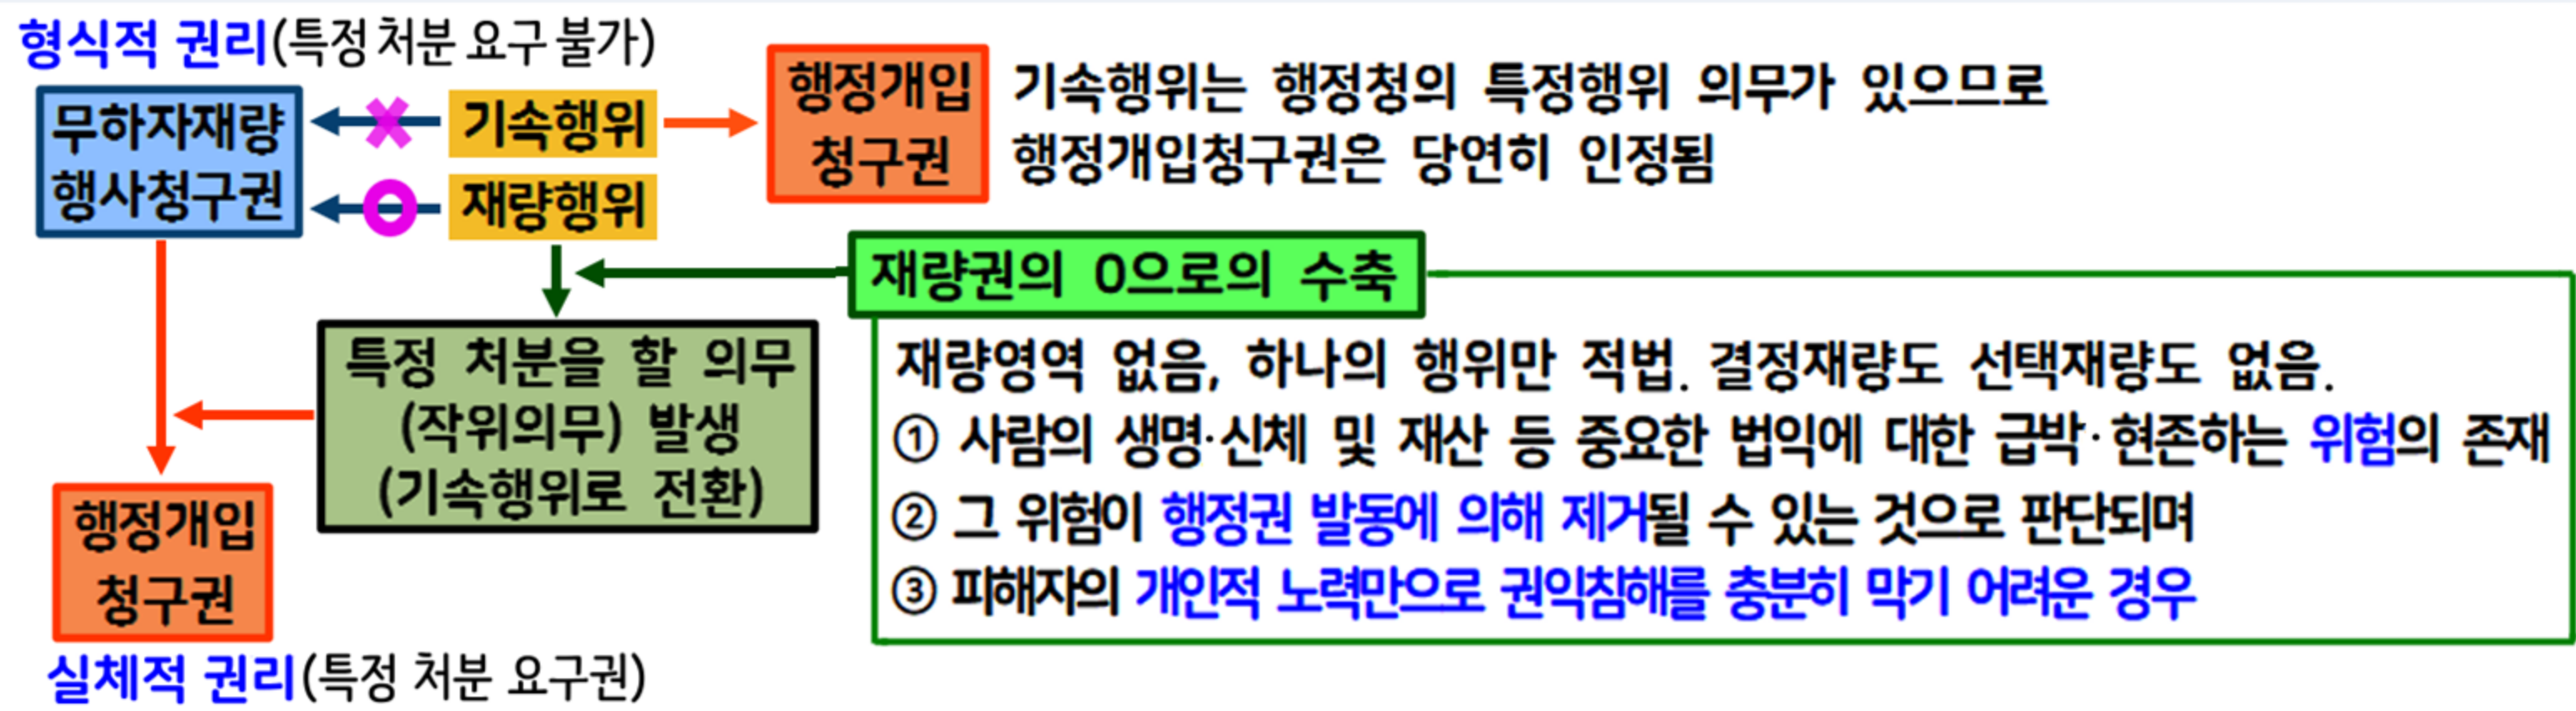 형식적 권리(특정 처분 요구 불가)
무하자재량
행사청구권
기속행위
재량행위
행정개입
청구권
기속행위는 행정청의 특정행위 의무가 있으므로
행정개입청구권은 당연히 인정됨
재량권의 0으로의 수축
특정 처분을 할 의무
(작위의무) 발생
(기속행위로 전환)
재량영역 없음, 하나의 행위만 적법. 결정재량도 선택재량도 없음.
① 사람의 생명·신체 및 재산 등 중요한 법익에 대한 급박·현존하는 위험의 존재
② 그 위험이 행정권 발동에 의해 제거될 수 있는 것으로 판단되며
③ 피해자의 개인적 노력만으로 권익침해를 충분히 막기 어려운 경우
행정개입
청구권
실체적 권리(특정 처분 요구권)